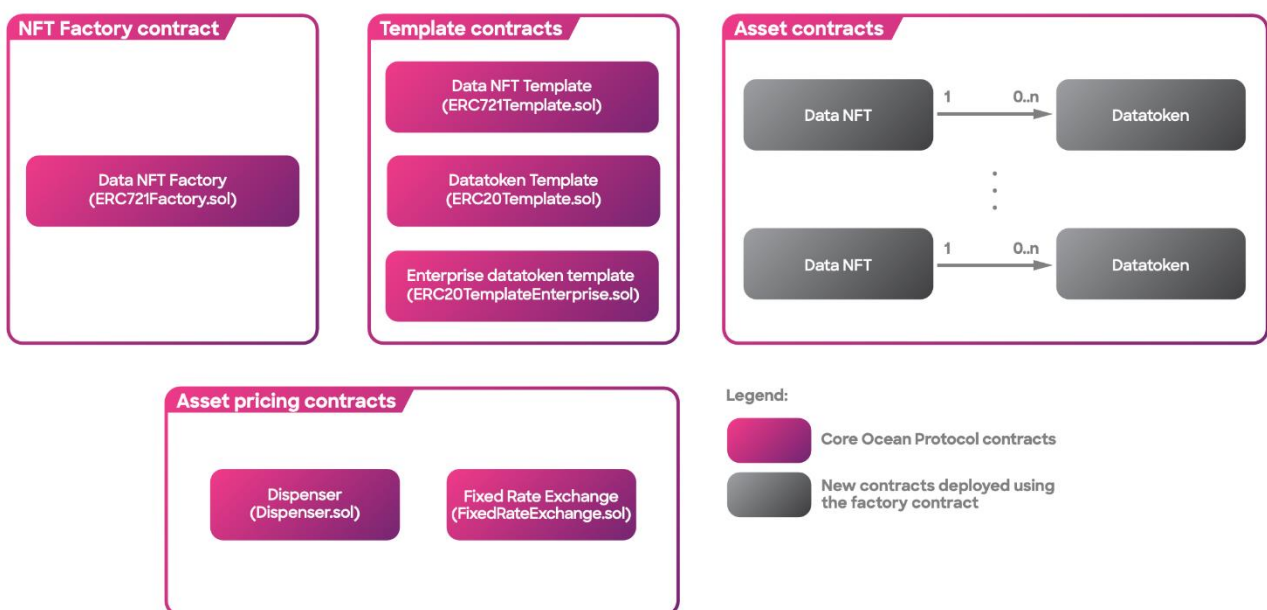 NFT Factory contract
Data NFT Factory
(ERC721Factory.sol)
Template contracts
Data NFT Template
(ERC721Template.sol)
Datatoken Template
(ERC20Template.sol)
Enterprise datatoken template
(ERC20TemplateEnterprise.sol)
Asset contracts
Data NFT
1
0..n
Datatoken
Data NFT
1
0..n
Datatoken
Asset pricing contracts
Dispenser
(Dispenser.sol)
Fixed Rate Exchange
(FixedRateExchange.sol)
Legend:
Core Ocean Protocol contracts
New contracts deployed using
the factory contract